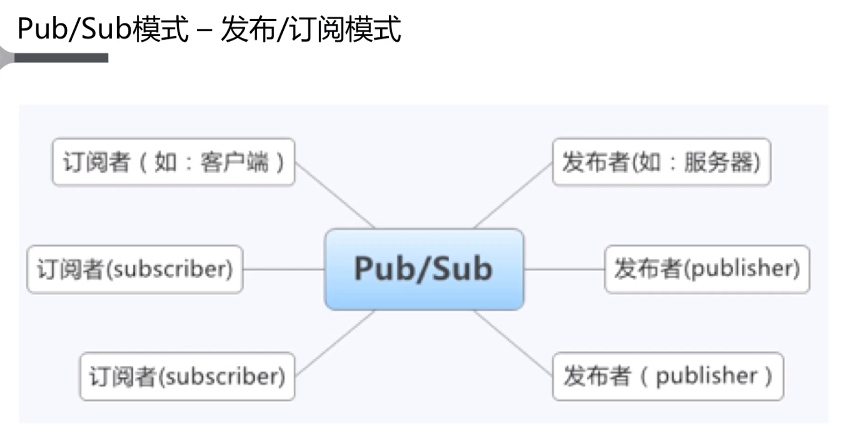 Pub/Sub模式 – 发布/订阅模式
订阅者（如：客户端）
发布者(如：服务器)
订阅者(subscriber)
Pub/Sub
发布者(publisher)
订阅者(subscriber)
发布者（publisher）